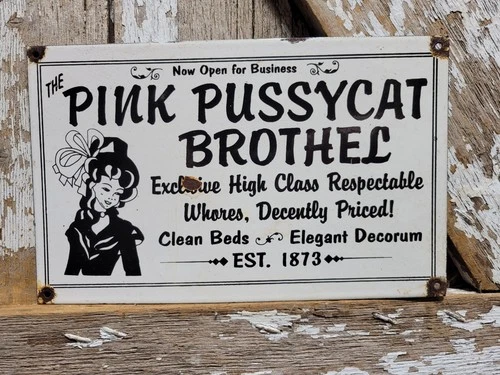 Now Open for Business
THE
PINK PUSSYCAT
BROTHEL
High Class Respectable
Whores, Decently Priced!
Clean Beds Elegant Decorum
EST. 1873